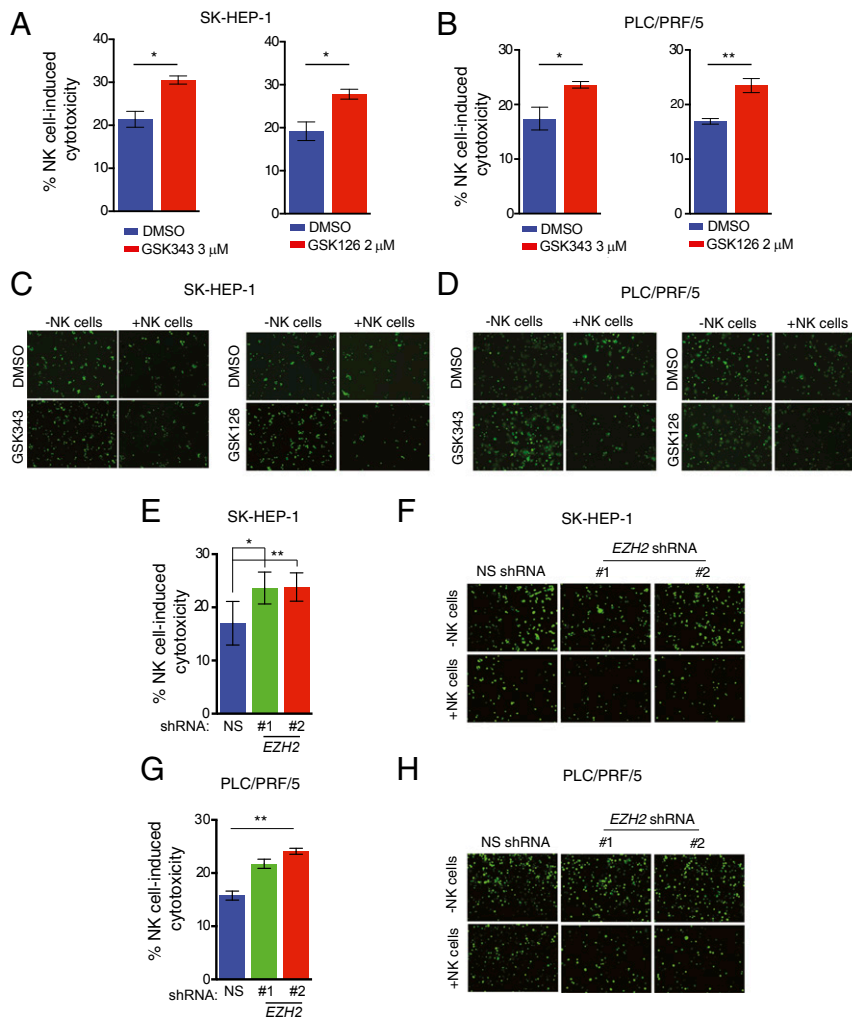 A
SK-HEP-1
% NK cell-induced
cytotoxicity
40
30
20
10
0
*
DMSO
GSK343 3 μM
40
30
20
10
0
*
DMSO
GSK126 2 μM
B
PLC/PRF/5
% NK cell-induced
cytotoxicity
30
20
10
0
*
DMSO
GSK343 3 μM
30
20
10
0
**
DMSO
GSK126 2 μM
C
SK-HEP-1
-NK cells +NK cells
DMSO
GSK343
-NK cells +NK cells
DMSO
GSK126
D
PLC/PRF/5
-NK cells +NK cells
DMSO
GSK343
-NK cells +NK cells
DMSO
GSK126
E
SK-HEP-1
% NK cell-induced
cytotoxicity
30
20
10
0
*
**
shRNA: NS #1 #2
EZH2
F
SK-HEP-1
EZH2 shRNA
NS shRNA #1 #2
-NK cells
+NK cells
G
PLC/PRF/5
% NK cell-induced
cytotoxicity
30
20
10
0
**
shRNA: NS #1 #2
EZH2
H
PLC/PRF/5
EZH2 shRNA
NS shRNA #1 #2
-NK cells
+NK cells